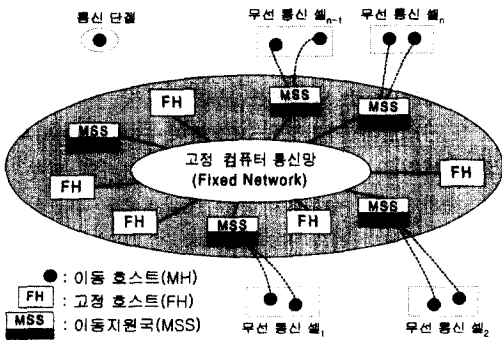 통신 단절
무선 통신 셀n-1
무선 통신 셀n
MSS
FH
MSS
MSS
고정 컴퓨터 통신망
(Fixed Network)
FH
FH
FH
MSS
FH
MSS
: 이동 호스트(MH)
FH : 고정 호스트(FH)
MSS : 이동지원국(MSS)
무선 통신 셀1
무선 통신 셀2